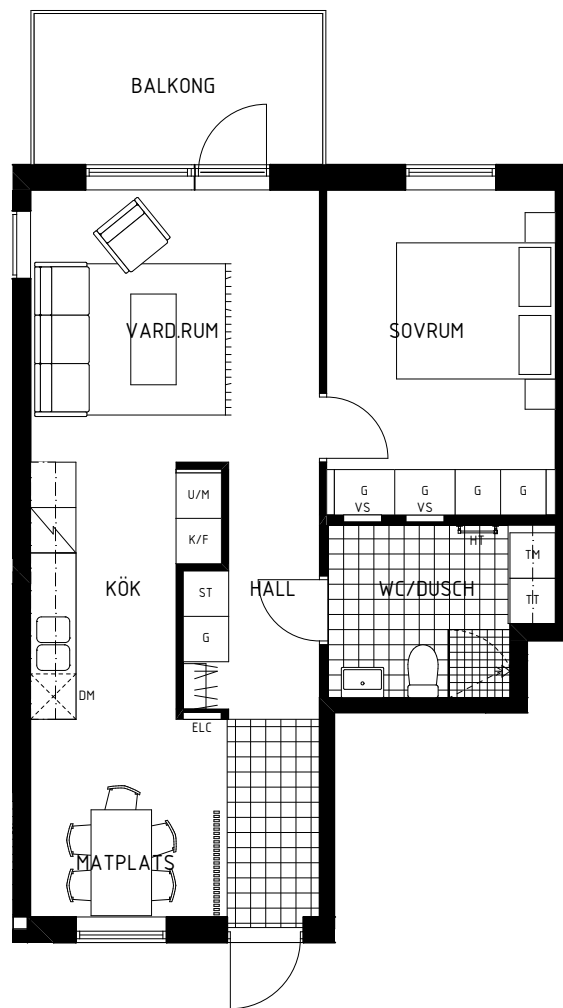 BALKONG
VARD.RUM
SOVRUM
G
G
G
G
VS
VS
U/M
K/F
HT
TM
KÖK
ST
HALL
WC/DUSCH
TT
G
DM
ELC
MATPLATS